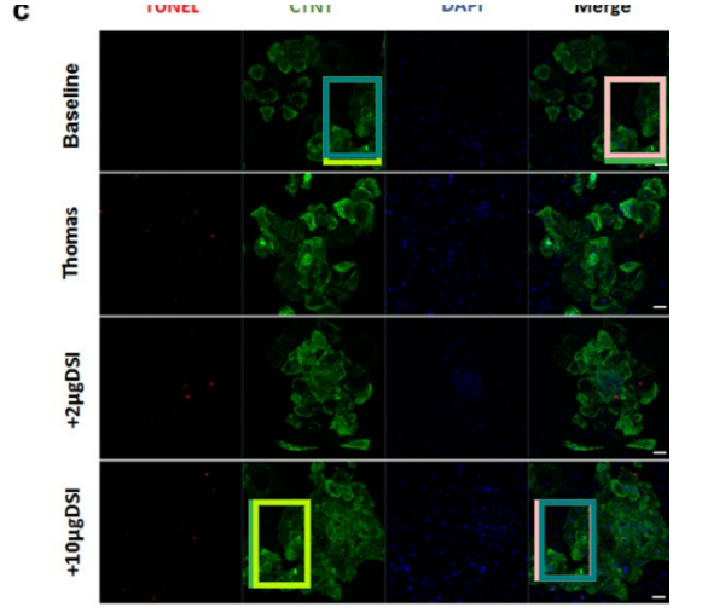 C
TUNEL CTNT DAPI Merge
Baseline
Thomas
+2µgDSI
+10µgDSI